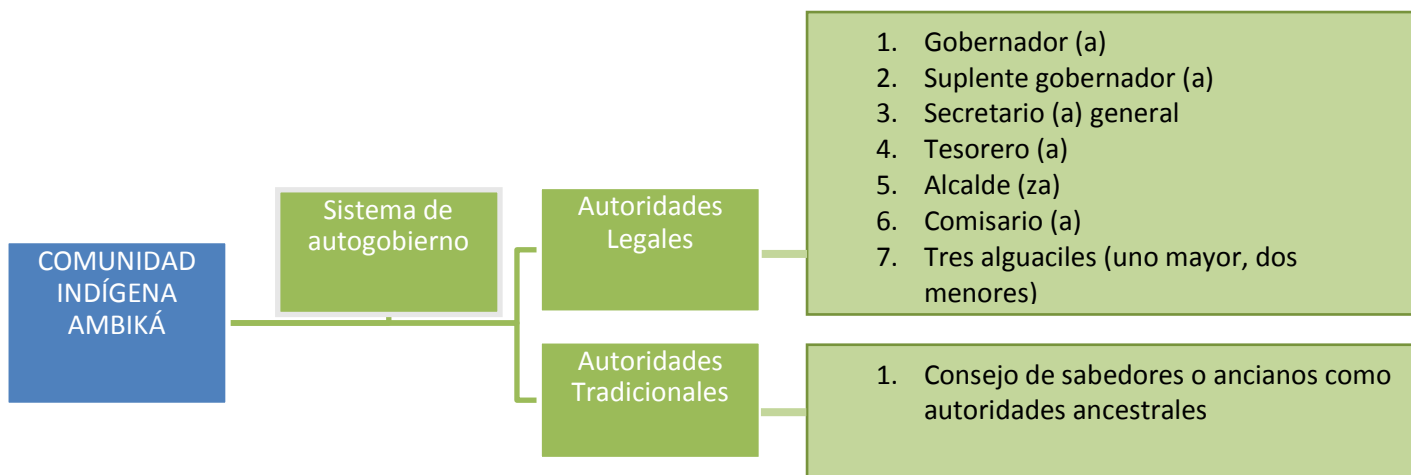 COMUNIDAD
INDÍGENA
AMBIKÁ
Sistema de
autogobierno
Autoridades
Legales
1. Gobernador (a)
2. Suplente gobernador (a)
3. Secretario (a) general
4. Tesorero (a)
5. Alcalde (za)
6. Comisario (a)
7. Tres alguaciles (uno mayor, dos
menores)
Autoridades
Tradicionales
1. Consejo de sabedores o ancianos como
autoridades ancestrales